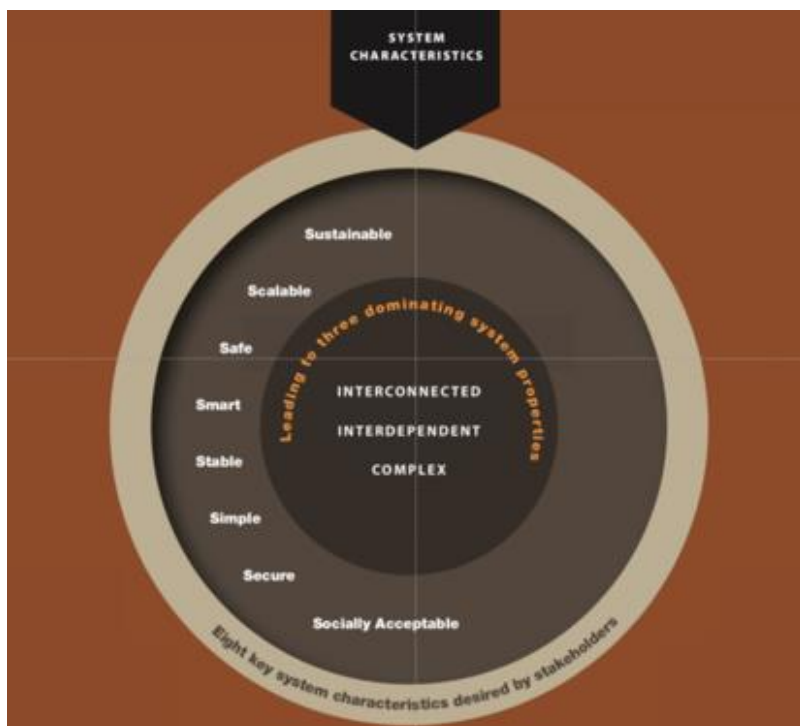 SYSTEM
CHARACTERISTICS
Sustainable
Scalable
Safe
Smart
Stable
Simple
Secure
Socially Acceptable
Leading to three dominating system properties
INTERCONNECTED
INTERDEPENDENT
COMPLEX
Eight key system characteristics desired by stakeholders